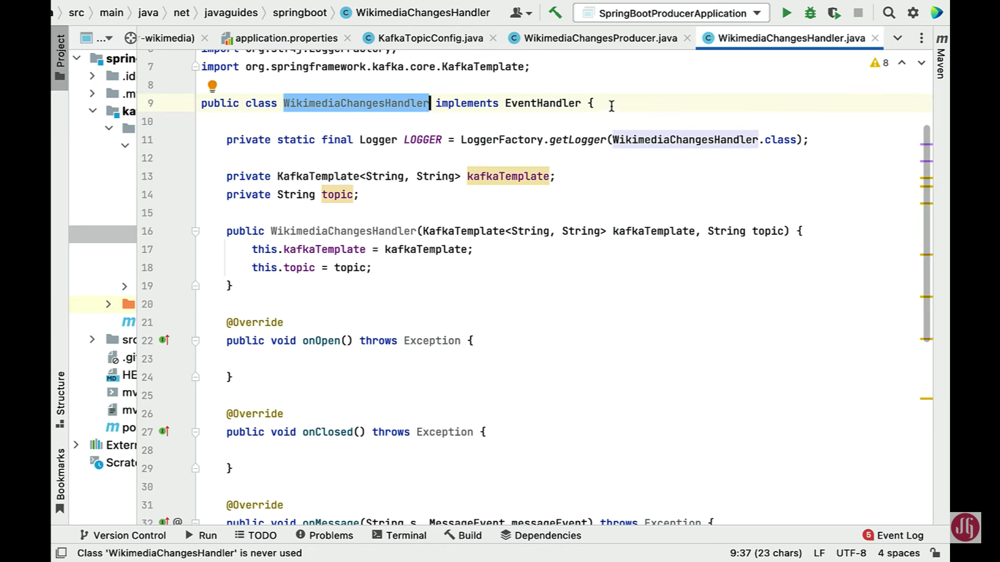 src main java net javaguides springboot WikimediaChangesHandler SpringBootProducerApplication
-wikimedia) application.properties KafkaTopicConfig.java WikimediaChangesProducer.java WikimediaChangesHandler.java
Project
Maven
Structure
Bookmarks
sprin
.id
.m
ka
src
.gi
HE
mv
mv
po
Extern
Scratc
8
7 import org.springframework.kafka.core.KafkaTemplate;
8
9 public class WikimediaChangesHandler implements EventHandler {
10
11 private static final Logger LOGGER = LoggerFactory.getLogger(WikimediaChangesHandler.class);
12
13 private KafkaTemplate<String, String> kafkaTemplate;
14 private String topic;
15
16 public WikimediaChangesHandler(KafkaTemplate<String, String> kafkaTemplate, String topic) {
17 this.kafkaTemplate = kafkaTemplate;
18 this.topic = topic;
19 }
20
21 @Override
22 public void onOpen() throws Exception {
23
24 }
25
26 @Override
27 public void onClosed() throws Exception {
28
29 }
30
31 @Override
32 public void onMessage(String s, MessageEvent messageEvent) throws Exception {
Version Control Run TODO Problems Terminal Build Dependencies 5 Event Log
Class 'WikimediaChangesHandler' is never used 9:37 (23 chars) LF UTF-8 4 spaces
JG